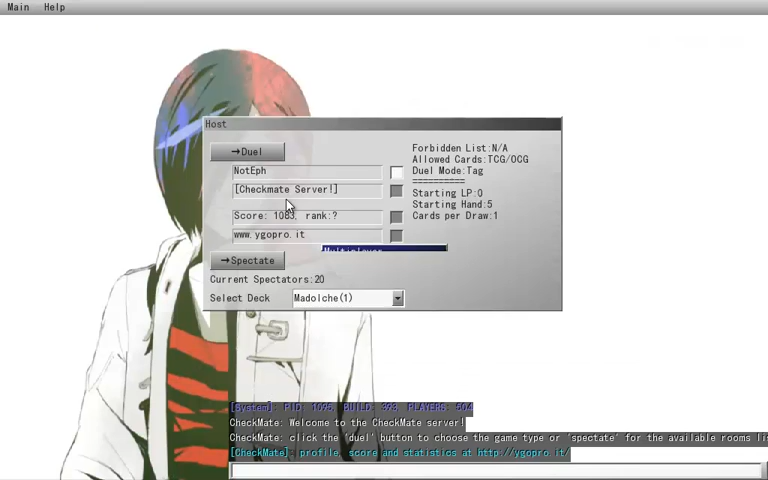 Main Help
Host
→Duel
NotEph
[Checkmate Server!]
Score: 1083, rank:?
www.ygopro.it
→Spectate
Current Spectators:20
Select Deck Madolche(1)
Forbidden List:N/A
Allowed Cards:TCG/OCG
Duel Mode:Tag
==========
Starting LP:0
Starting Hand:5
Cards per Draw:1
Multiplayer
[System]: PID: 1095, BUILD: 393, PLAYERS: 504
CheckMate: Welcome to the CheckMate server!
CheckMate: click the 'duel' button to choose the game type or 'spectate' for the available rooms lis
[CheckMate]: profile, score and statistics at http://ygopro.it/